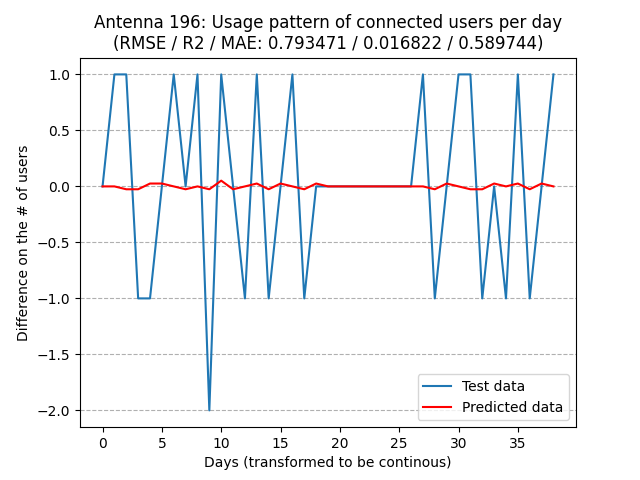 Antenna 196: Usage pattern of connected users per day
(RMSE / R2 / MAE: 0.793471 / 0.016822 / 0.589744)
1.0
0.5
0.0
−0.5
−1.0
−1.5
−2.0
Difference on the # of users
Test data
Predicted data
0 5 10 15 20 25 30 35
Days (transformed to be continous)